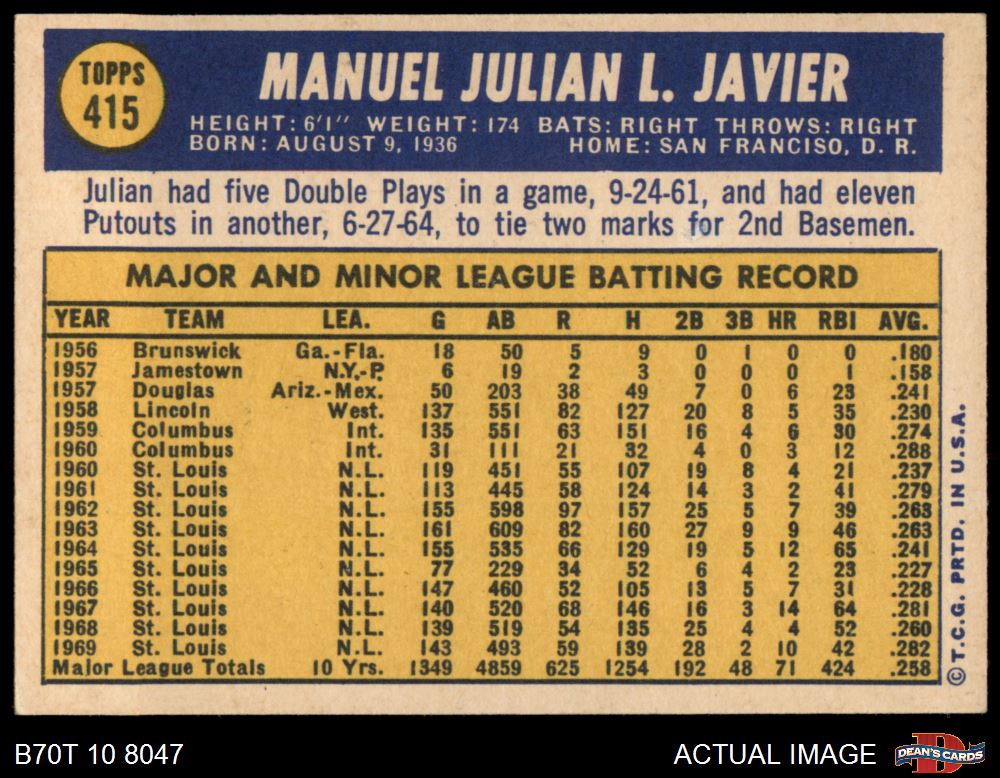 TOPPS
415
MANUEL JULIAN L. JAVIER
HEIGHT: 6'1" WEIGHT: 174 BATS: RIGHT THROWS: RIGHT
BORN: AUGUST 9, 1936 HOME: SAN FRANCISO, D. R.
Julian had five Double Plays in a game, 9-24-61, and had eleven
Putouts in another, 6-27-64, to tie two marks for 2nd Basemen.
MAJOR AND MINOR LEAGUE BATTING RECORD
YEAR TEAM LEA. G AB R H 2B 3B HR RBI AVG.
1956 Brunswick Ga.-Fla. 18 50 5 9 0 1 0 0 .180
1957 Jamestown N.Y.-P. 6 19 2 3 0 0 0 1 .158
1957 Douglas Ariz.-Mex. 50 203 38 49 7 0 6 23 .241
1958 Lincoln West. 137 551 82 127 20 8 5 35 .230
1959 Columbus Int. 135 551 63 151 16 4 6 30 .274
1960 Columbus Int. 31 111 21 32 4 0 3 12 .288
1960 St. Louis N.L. 119 451 55 107 19 8 4 21 .237
1961 St. Louis N.L. 113 445 58 124 14 3 2 41 .279
1962 St. Louis N.L. 155 598 97 157 25 5 7 39 .263
1963 St. Louis N.L. 161 609 82 160 27 9 9 46 .263
1964 St. Louis N.L. 155 535 66 129 19 5 12 65 .241
1965 St. Louis N.L. 77 229 34 52 6 4 2 23 .227
1966 St. Louis N.L. 147 460 52 105 13 5 7 31 .228
1967 St. Louis N.L. 140 520 68 146 16 3 14 64 .281
1968 St. Louis N.L. 139 519 54 135 25 4 4 52 .260
1969 St. Louis N.L. 143 493 59 139 28 2 10 42 .282
Major League Totals 10 Yrs. 1349 4859 625 1254 192 48 71 424 .258
© T.C.G. PRTD. IN U.S.A.
B70T 10 8047
ACTUAL IMAGE
D
DEAN'S CARDS